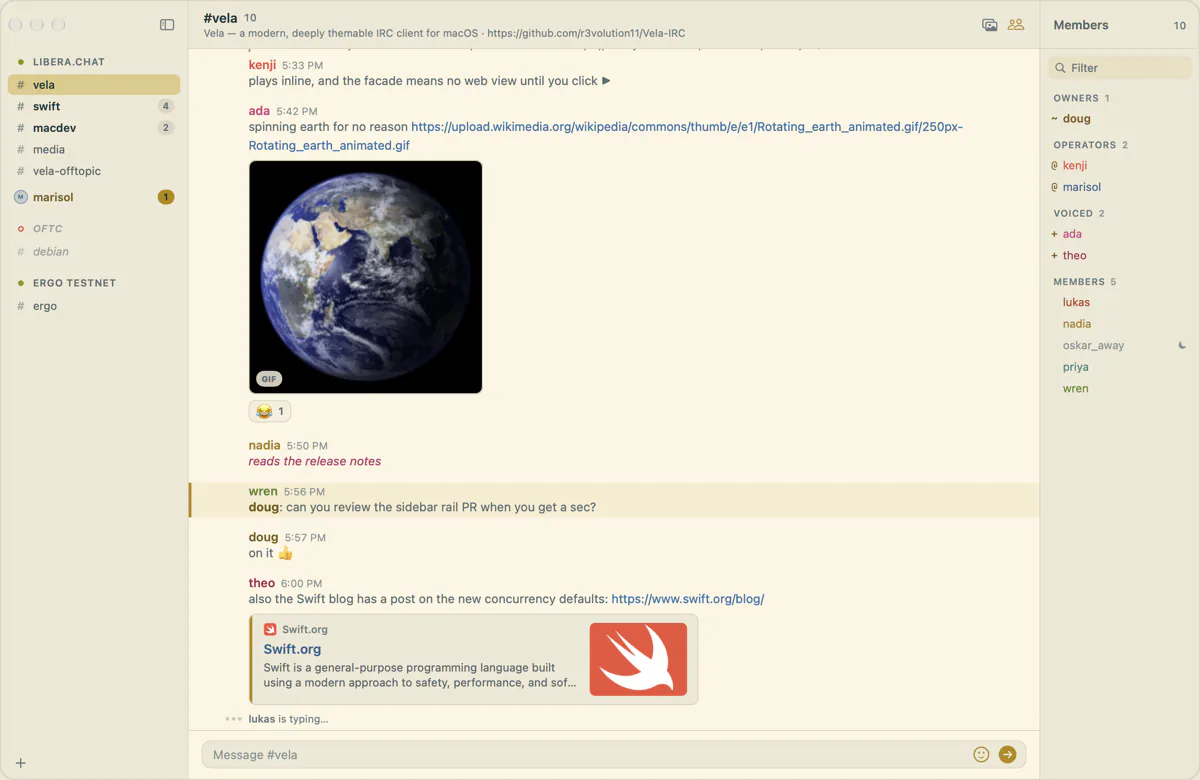 LIBERA.CHAT
# vela
# swift 4
# macdev 2
# media
# vela-offtopic
M marisol 1
OFTC
# debian
ERGO TESTNET
# ergo
+
#vela 10
Vela — a modern, deeply themable IRC client for macOS · https://github.com/r3volution11/Vela-IRC
kenji 5:33 PM
plays inline, and the facade means no web view until you click ▶
ada 5:42 PM
spinning earth for no reason https://upload.wikimedia.org/wikipedia/commons/thumb/e/e1/Rotating_earth_animated.gif/250px-
Rotating_earth_animated.gif
GIF
😂 1
nadia 5:50 PM
reads the release notes
wren 5:56 PM
doug: can you review the sidebar rail PR when you get a sec?
doug 5:57 PM
on it 👍
theo 6:00 PM
also the Swift blog has a post on the new concurrency defaults: https://www.swift.org/blog/
Swift.org
Swift.org
Swift is a general-purpose programming language built
using a modern approach to safety, performance, and sof...
lukas is typing...
Message #vela
Members 10
Filter
OWNERS 1
~ doug
OPERATORS 2
@ kenji
@ marisol
VOICED 2
+ ada
+ theo
MEMBERS 5
lukas
nadia
oskar_away
priya
wren